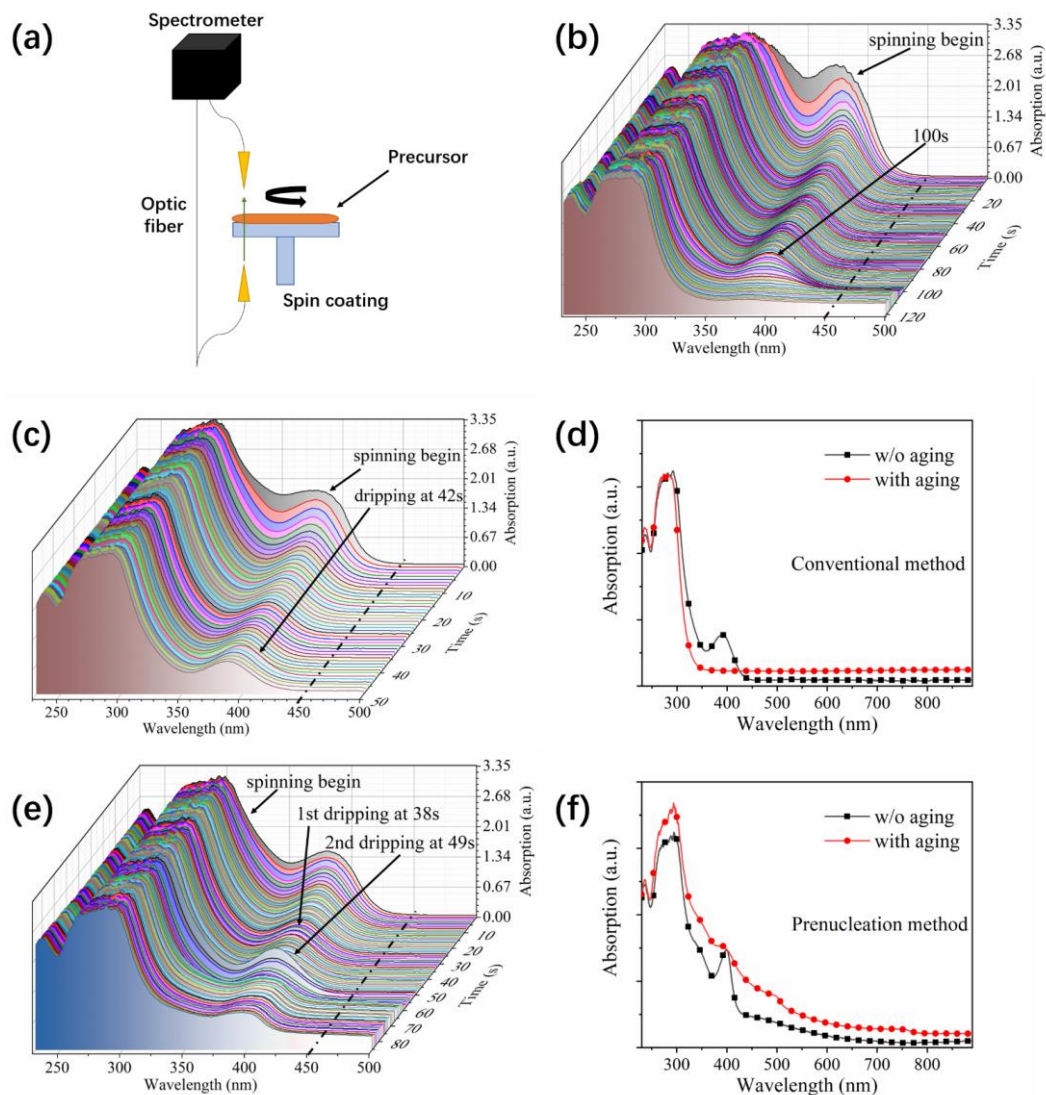 (a)
Spectrometer
Precursor
Optic
fiber
Spin coating
(b)
spinning begin
100s
3.35
2.68
2.01
1.34
0.67
0.00
Absorption (a.u.)
20
40
60
80
100
120
Time (s)
250
300
350
400
450
500
Wavelength (nm)
(c)
spinning begin
dripping at 42s
3.35
2.68
2.01
1.34
0.67
0.00
Absorption (a.u.)
10
20
30
40
50
Time (s)
250
300
350
400
450
500
Wavelength (nm)
(d)
w/o aging
with aging
Conventional method
Absorption (a.u.)
300
400
500
600
700
800
Wavelength (nm)
(e)
spinning begin
1st dripping at 38s
2nd dripping at 49s
3.35
2.68
2.01
1.34
0.67
0.00
Absorption (a.u.)
10
20
30
40
50
60
70
80
Time (s)
250
300
350
400
450
500
Wavelength (nm)
(f)
w/o aging
with aging
Prenucleation method
Absorption (a.u.)
300
400
500
600
700
800
Wavelength (nm)